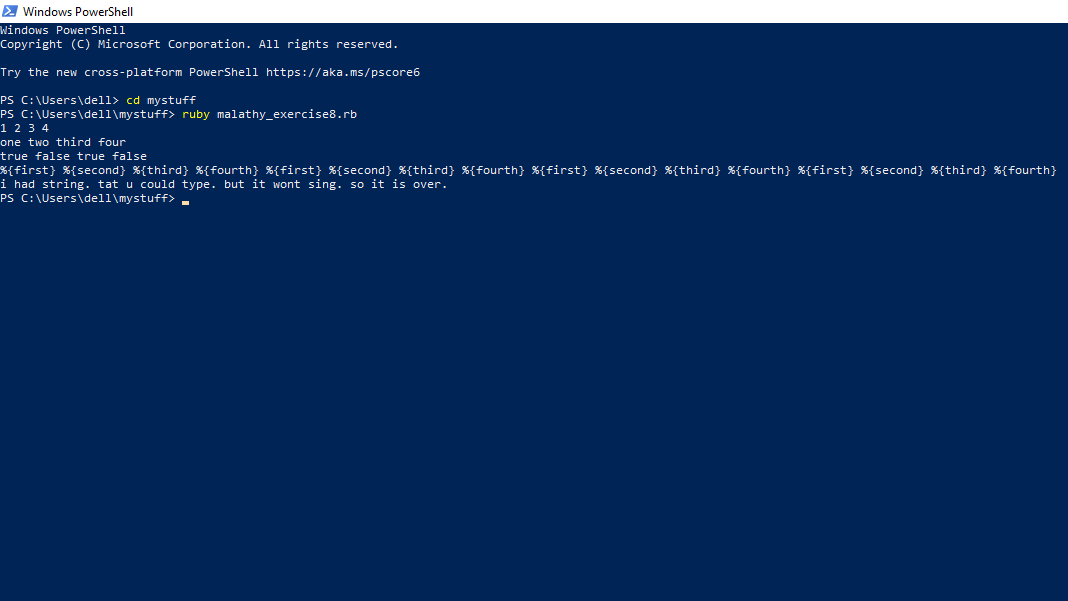 Windows PowerShell
Windows PowerShell
Copyright (C) Microsoft Corporation. All rights reserved.
Try the new cross-platform PowerShell https://aka.ms/pscore6
PS C:\Users\dell> cd mystuff
PS C:\Users\dell\mystuff> ruby malathy_exercise8.rb
1 2 3 4
one two third four
true false true false
%{first} %{second} %{third} %{fourth} %{first} %{second} %{third} %{fourth} %{first} %{second} %{third} %{fourth} %{first} %{second} %{third} %{fourth}
i had string. tat u could type. but it wont sing. so it is over.
PS C:\Users\dell\mystuff>